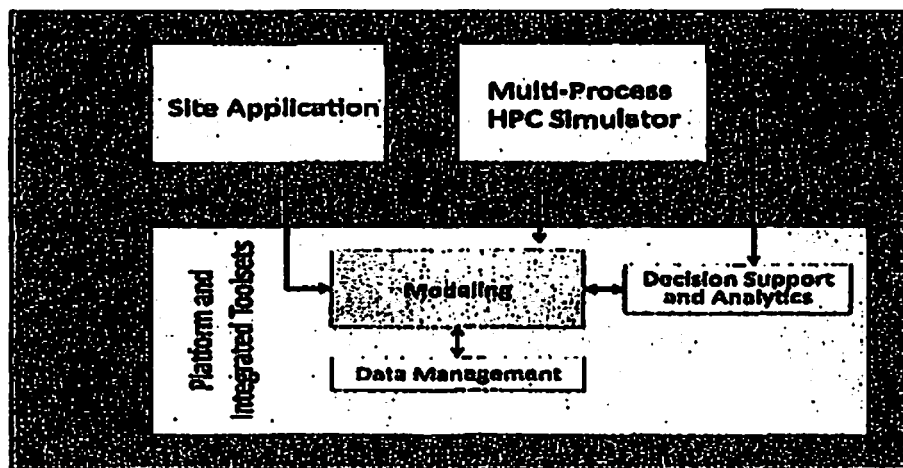 Site Application
Multi-Process
HPC Simulator
Platform and
Integrated Toolsets
Modeling
Decision Support
and Analytics
Data Management